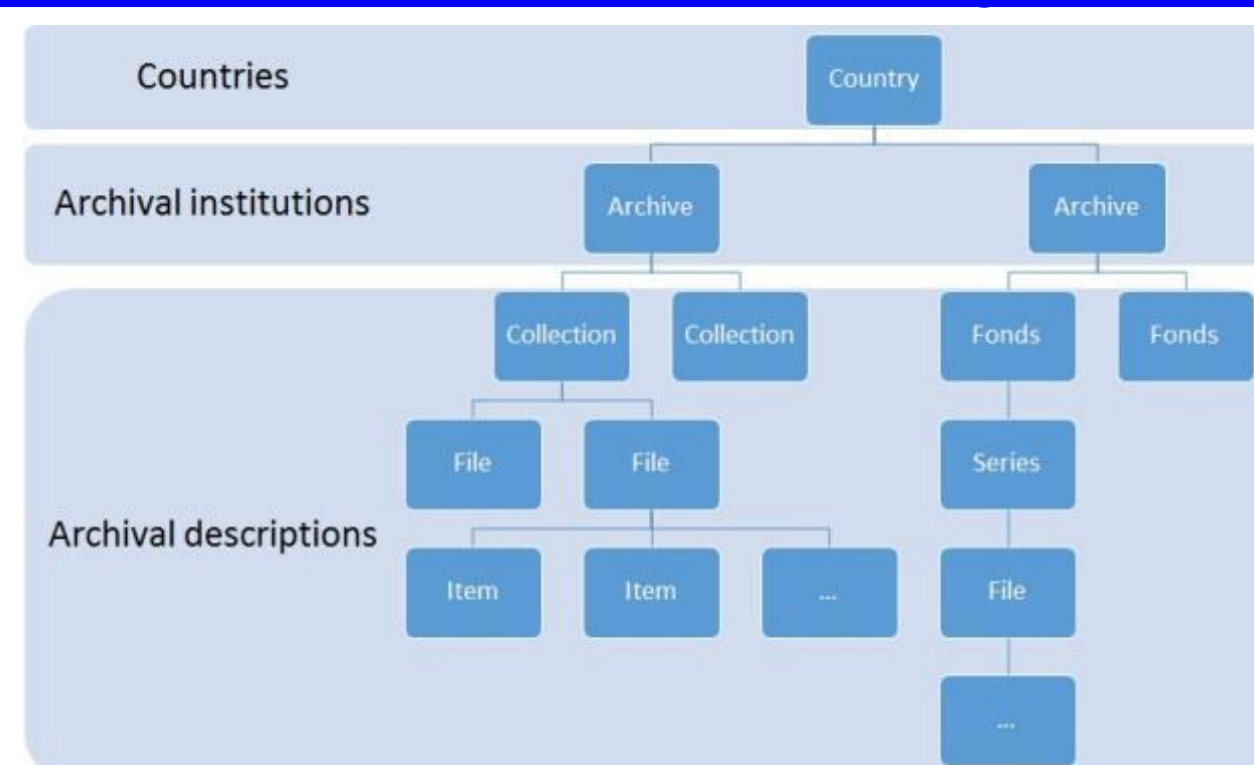 Countries
Country
Archival institutions
Archive
Archive
Collection
Collection
Fonds
Fonds
File
File
Series
Archival descriptions
Item
Item
...
File
...